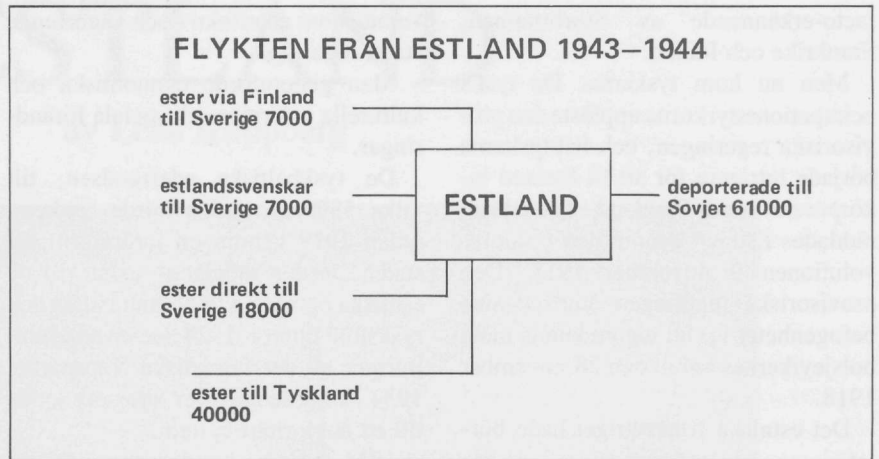 FLYKTEN FRÅN ESTLAND 1943–1944
ester via Finland
till Sverige 7000
estlandssvenskar
till Sverige 7000
ESTLAND
deporterade till
Sovjet 61000
ester direkt till
Sverige 18000
ester till Tyskland
40000